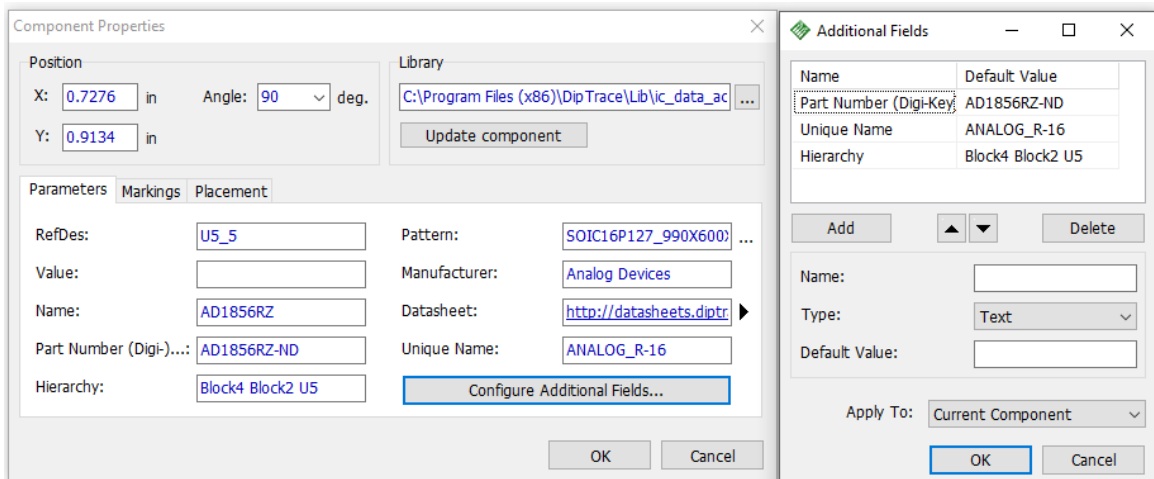 Component Properties
Position
X: 0.7276 in Angle: 90 deg.
Y: 0.9134 in
Library
C:\Program Files (x86)\DipTrace\Lib\ic_data_ac ...
Update component
Parameters Markings Placement
RefDes: U5_5
Value:
Name: AD1856RZ
Part Number (Digi-)...: AD1856RZ-ND
Hierarchy: Block4 Block2 U5
Pattern: SOIC16P127_990X600 ...
Manufacturer: Analog Devices
Datasheet: http://datasheets.diptr
Unique Name: ANALOG_R-16
Configure Additional Fields...
OK Cancel
Additional Fields
Name Default Value
Part Number (Digi-Key AD1856RZ-ND
Unique Name ANALOG_R-16
Hierarchy Block4 Block2 U5
Add Delete
Name:
Type: Text
Default Value:
Apply To: Current Component
OK Cancel